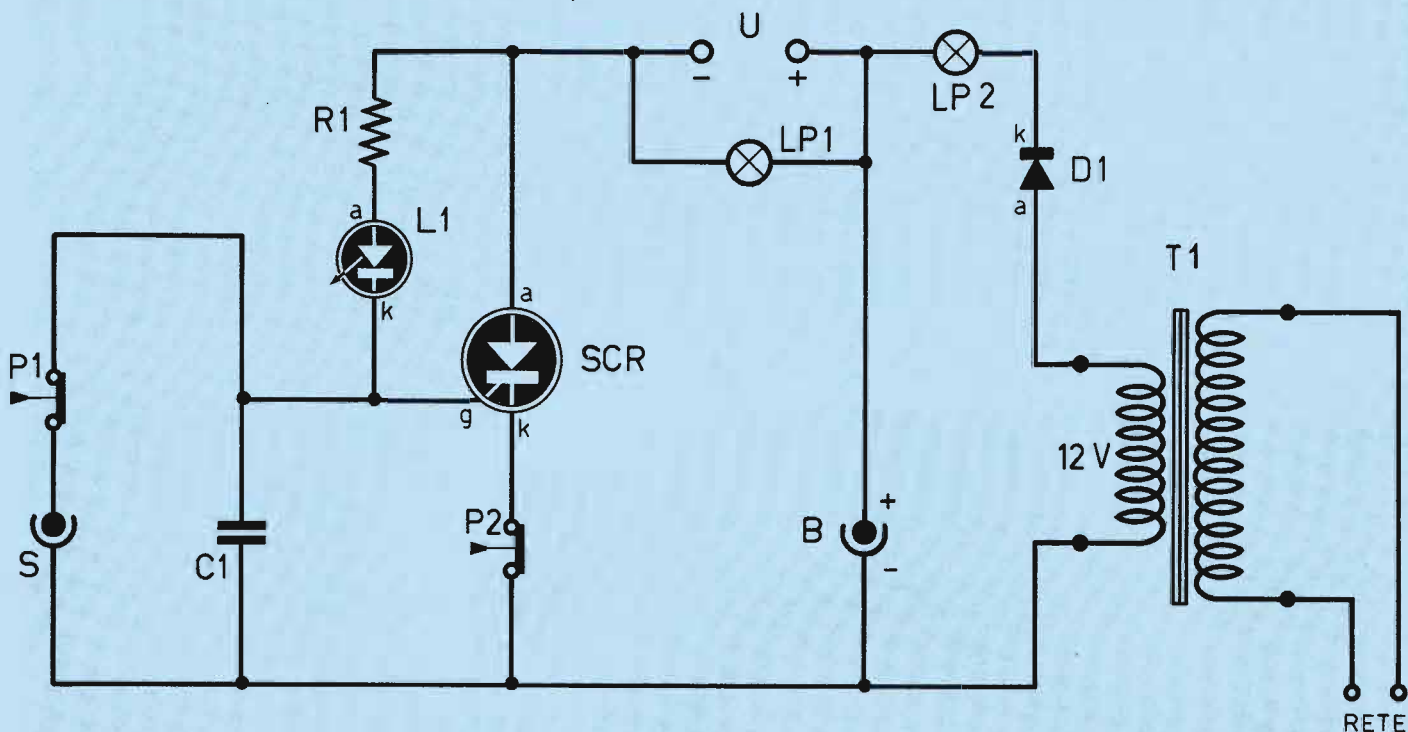 U
- +
LP 2
R1
LP1
k
D1
a
a
L1
T1
k
a
SCR
P1
g
k
12 V
P2
+
B
-
S
C1
RETE